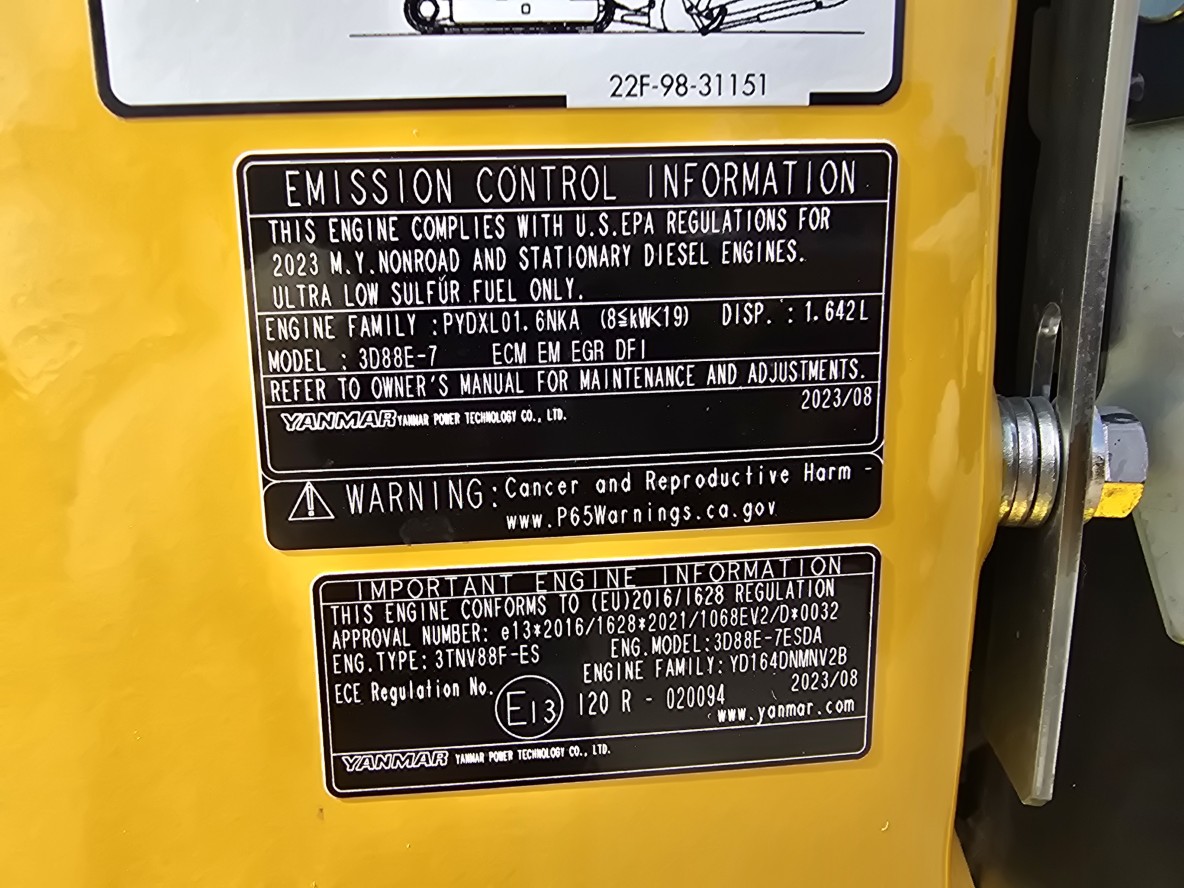 22F-98-31151
EMISSION CONTROL INFORMATION
THIS ENGINE COMPLIES WITH U.S.EPA REGULATIONS FOR
2023 M.Y.NONROAD AND STATIONARY DIESEL ENGINES.
ULTRA LOW SULFUR FUEL ONLY.
ENGINE FAMILY :PYDXL01.6NKA (8≦kW<19) DISP. : 1.642L
MODEL : 3D88E-7 ECM EM EGR DFI
REFER TO OWNER'S MANUAL FOR MAINTENANCE AND ADJUSTMENTS.
2023/08
YANMAR YANMAR POWER TECHNOLOGY CO., LTD.
WARNING:Cancer and Reproductive Harm -
www.P65Warnings.ca.gov
IMPORTANT ENGINE INFORMATION
THIS ENGINE CONFORMS TO (EU)2016/1628 REGULATION
APPROVAL NUMBER: e13*2016/1628*2021/1068EV2/D*0032
ENG.TYPE: 3TNV88F-ES ENG.MODEL:3D88E-7ESDA
ENGINE FAMILY:YD164DNMNV2B
ECE Regulation No. E13 120 R - 020094 2023/08
www.yanmar.com
YANMAR YANMAR POWER TECHNOLOGY CO., LTD.